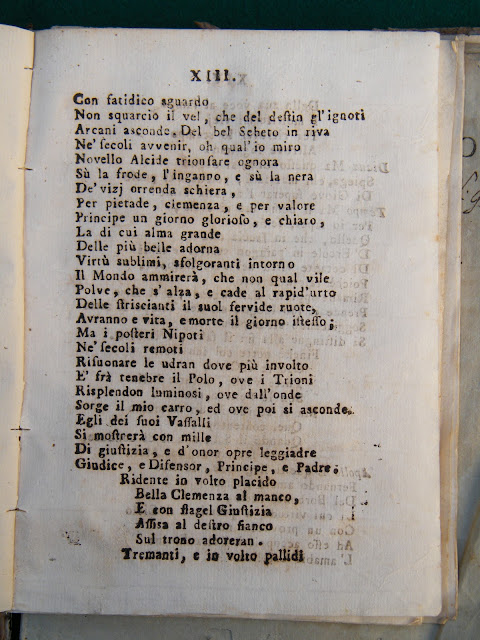 XIII.
Con fatidico sguardo
Non squarcio il vel, che del destin gl'ignoti
Arcani asconde. Del bel Sebeto in riva
Ne' secoli avvenir, oh qual' io miro
Novello Alcide trionfare ognora
Sù la frode, l'inganno, e sù la nera
De' vizj orrenda schiera,
Per pietade, clemenza, e per valore
Principe un giorno glorioso, e chiaro,
La di cui alma grande
Delle più belle adorna
Virtù sublimi, sfolgoranti intorno
Il Mondo ammirerà, che non qual vile
Polve, che s'alza, e cade al rapid'urto
Delle striscianti il suol fervide ruote,
Avranno e vita, e morte il giorno istesso;
Ma i posteri Nipoti
Ne' secoli remoti
Risuonare le udran dove più involto
E' frà tenebre il Polo, ove i Trioni
Risplendon luminosi, ove dall'onde
Sorge il mio carro, ed ove poi si asconde.
Egli dei suoi Vassalli
Si mostrerà con mille
Di giustizia, e d'onor opre leggiadre
Giudice, e Difensor, Principe, e Padre;
Ridente in volto placido
Bella Clemenza al manco,
E con flagel Giustizia
Assisa al destro fianco
Sul trono adoreran.
Tremanti, e in volto pallidi